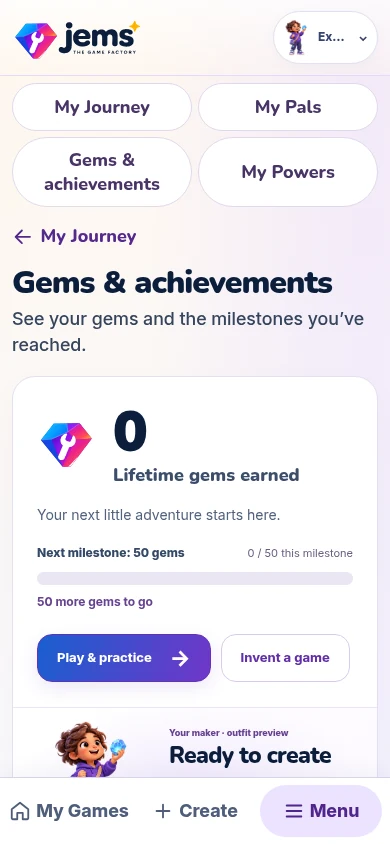 jems
THE GAME FACTORY
Ex...
My Journey
My Pals
Gems &
achievements
My Powers
My Journey
Gems & achievements
See your gems and the milestones you’ve
reached.
0
Lifetime gems earned
Your next little adventure starts here.
Next milestone: 50 gems
0 / 50 this milestone
50 more gems to go
Play & practice
Invent a game
Your maker · outfit preview
Ready to create
My Games
Create
Menu